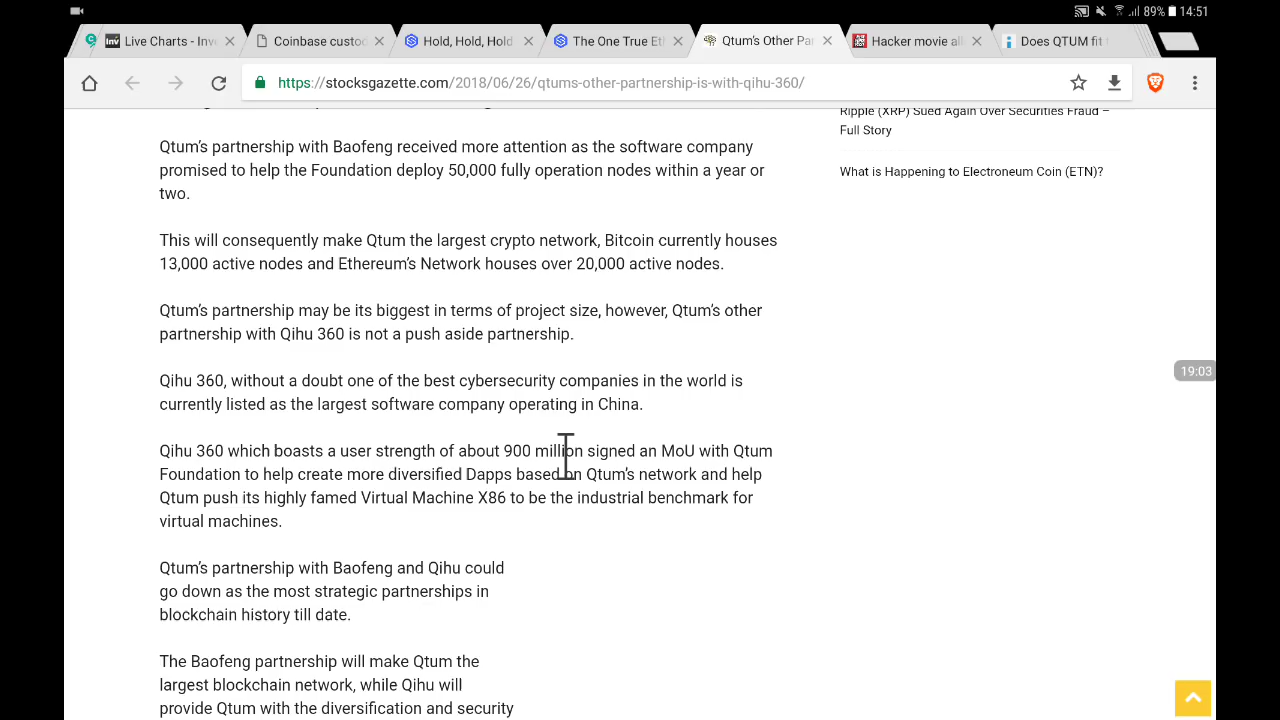 89% 14:51
Live Charts - Inv
Coinbase custo
Hold, Hold, Hold
The One True Et
Qtum's Other Pa
Hacker movie al
Does QTUM fit
https://stocksgazette.com/2018/06/26/qtums-other-partnership-is-with-qihu-360/
Qtum's partnership with Baofeng received more attention as the software company
promised to help the Foundation deploy 50,000 fully operation nodes within a year or
two.
This will consequently make Qtum the largest crypto network, Bitcoin currently houses
13,000 active nodes and Ethereum's Network houses over 20,000 active nodes.
Qtum's partnership may be its biggest in terms of project size, however, Qtum's other
partnership with Qihu 360 is not a push aside partnership.
Qihu 360, without a doubt one of the best cybersecurity companies in the world is
currently listed as the largest software company operating in China.
Qihu 360 which boasts a user strength of about 900 million signed an MoU with Qtum
Foundation to help create more diversified Dapps based on Qtum's network and help
Qtum push its highly famed Virtual Machine X86 to be the industrial benchmark for
virtual machines.
Qtum's partnership with Baofeng and Qihu could
go down as the most strategic partnerships in
blockchain history till date.
The Baofeng partnership will make Qtum the
largest blockchain network, while Qihu will
provide Qtum with the diversification and security
Ripple (XRP) Sued Again Over Securities Fraud –
Full Story
What is Happening to Electroneum Coin (ETN)?
19:03